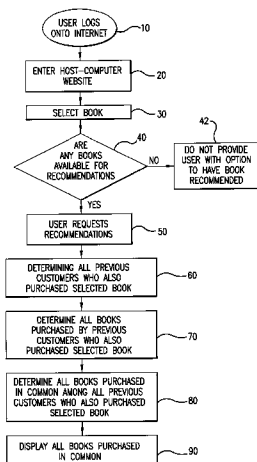 USER LOGS
ONTO INTERNET
10
ENTER HOST-COMPUTER
WEBSITE
20
SELECT BOOK
30
ARE
ANY BOOKS
AVAILABLE FOR
RECOMMENDATIONS
40
NO
42
DO NOT PROVIDE
USER WITH OPTION
TO HAVE BOOK
RECOMMENDED
YES
USER REQUESTS
RECOMMENDATIONS
50
DETERMINING ALL PREVIOUS
CUSTOMERS WHO ALSO
PURCHASED SELECTED BOOK
60
DETERMINE ALL BOOKS
PURCHASED BY PREVIOUS
CUSTOMERS WHO ALSO
PURCHASED SELECTED BOOK
70
DETERMINE ALL BOOKS PURCHASED
IN COMMON AMONG ALL PREVIOUS
CUSTOMERS WHO ALSO PURCHASED
SELECTED BOOK
80
DISPLAY ALL BOOKS PURCHASED
IN COMMON
90